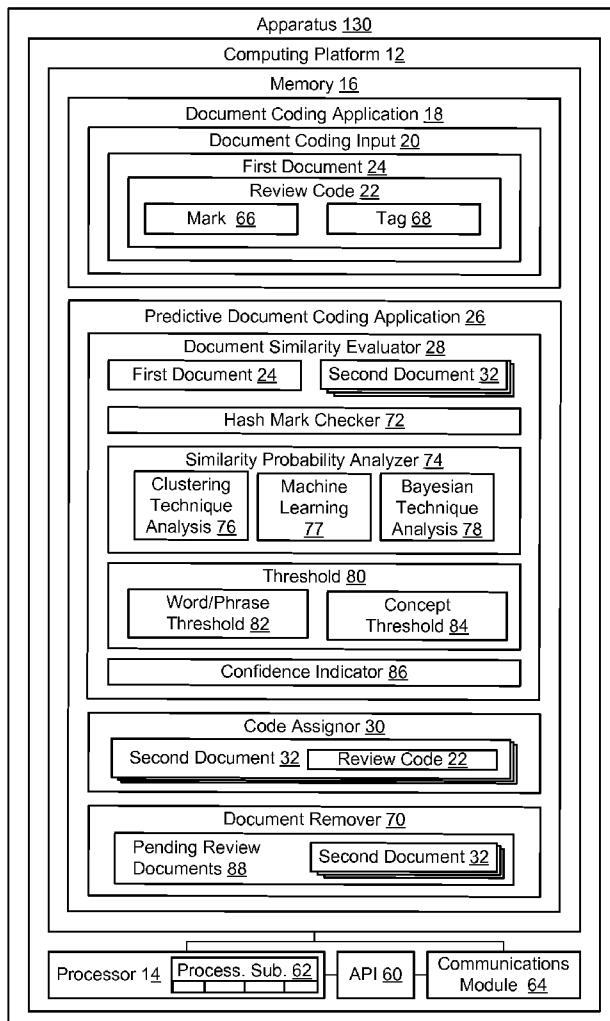 Apparatus 130
Computing Platform 12
Memory 16
Document Coding Application 18
Document Coding Input 20
First Document 24
Review Code 22
Mark 66
Tag 68
Predictive Document Coding Application 26
Document Similarity Evaluator 28
First Document 24
Second Document 32
Hash Mark Checker 72
Similarity Probability Analyzer 74
Clustering
Technique
Analysis 76
Machine
Learning
77
Bayesian
Technique
Analysis 78
Threshold 80
Word/Phrase
Threshold 82
Concept
Threshold 84
Confidence Indicator 86
Code Assignor 30
Second Document 32
Review Code 22
Document Remover 70
Pending Review
Documents 88
Second Document 32
Processor 14
Process. Sub. 62
API 60
Communications
Module 64